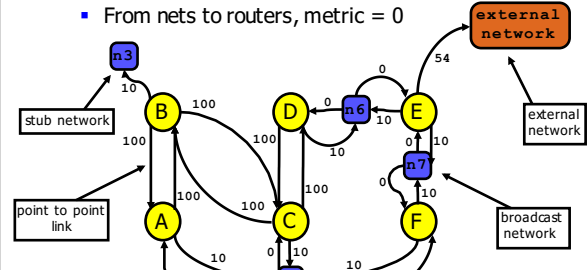 ▪ From nets to routers, metric = 0
external
network
n3
54
0
10
stub network
B
100
D
0
n6
10
E
external
network
100
100
10
0
10
n7
100
100
0
10
point to point
link
A
100
C
F
broadcast
network
10
0
10
10